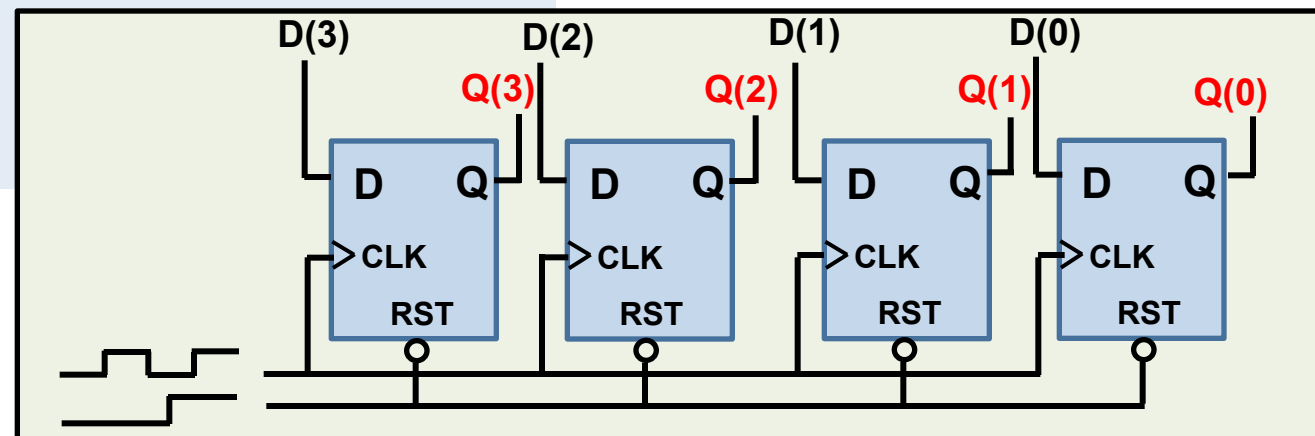 D(3) D(2) D(1) D(0)
Q(3) Q(2) Q(1) Q(0)
D Q D Q D Q D Q
CLK CLK CLK CLK
RST RST RST RST